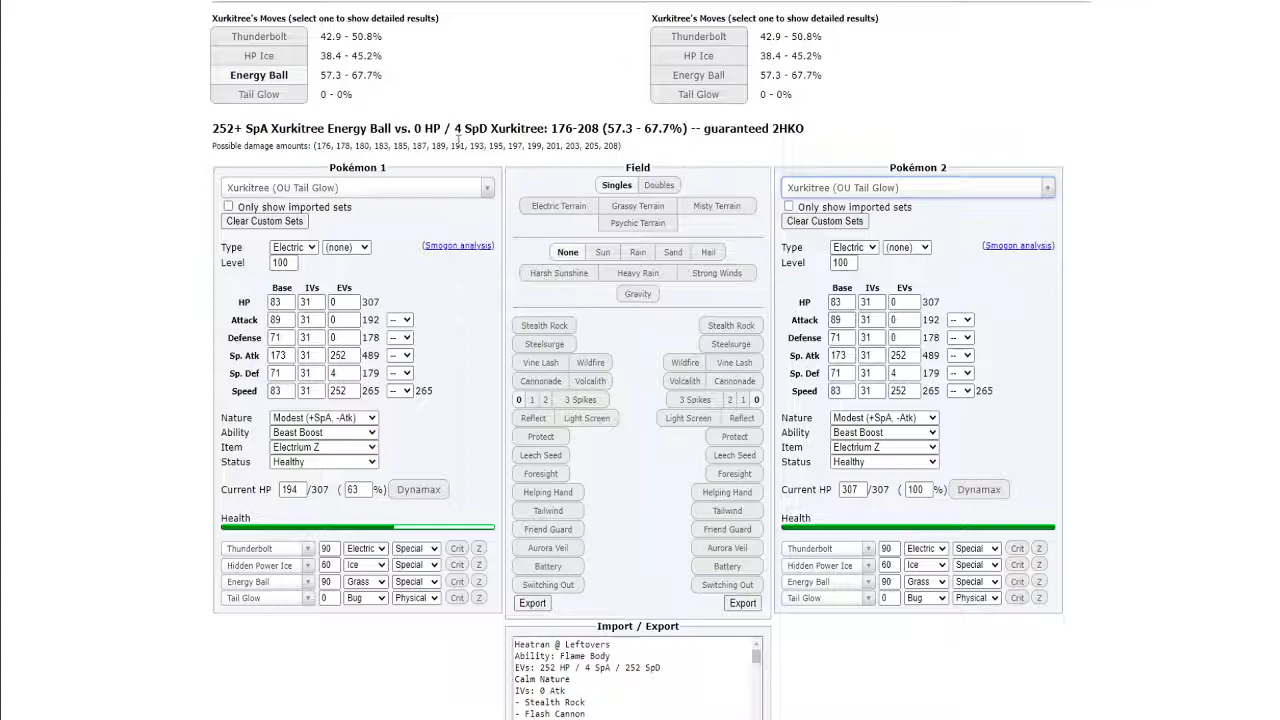 Xurkitree's Moves (select one to show detailed results) Xurkitree's Moves (select one to show detailed results)
Thunderbolt 42.9 - 50.8% Thunderbolt 42.9 - 50.8%
HP Ice 38.4 - 45.2% HP Ice 38.4 - 45.2%
Energy Ball 57.3 - 67.7% Energy Ball 57.3 - 67.7%
Tail Glow 0 - 0% Tail Glow 0 - 0%
252+ SpA Xurkitree Energy Ball vs. 0 HP / 4 SpD Xurkitree: 176-208 (57.3 - 67.7%) -- guaranteed 2HKO
Possible damage amounts: (176, 178, 180, 183, 185, 187, 189, 191, 193, 195, 197, 199, 201, 203, 205, 208)
Pokémon 1
Xurkitree (OU Tail Glow)
Only show imported sets
Clear Custom Sets
Type Electric (none) (Smogon analysis)
Level 100
Base IVs EVs
HP 83 31 0 307
Attack 89 31 0 192 --
Defense 71 31 0 178 --
Sp. Atk 173 31 252 489 --
Sp. Def 71 31 4 179 --
Speed 83 31 252 265 -- 265
Nature Modest (+SpA, -Atk)
Ability Beast Boost
Item Electrium Z
Status Healthy
Current HP 194 /307 ( 63 %) Dynamax
Health
Thunderbolt 90 Electric Special Crit Z
Hidden Power Ice 60 Ice Special Crit Z
Energy Ball 90 Grass Special Crit Z
Tail Glow 0 Bug Physical Crit Z
Field
Singles Doubles
Electric Terrain Grassy Terrain Misty Terrain
Psychic Terrain
None Sun Rain Sand Hail
Harsh Sunshine Heavy Rain Strong Winds
Gravity
Stealth Rock Stealth Rock
Steelsurge Steelsurge
Vine Lash Wildfire Wildfire Vine Lash
Cannonade Volcalith Volcalith Cannonade
0 1 2 3 Spikes 3 Spikes 2 1 0
Reflect Light Screen Light Screen Reflect
Protect Protect
Leech Seed Leech Seed
Foresight Foresight
Helping Hand Helping Hand
Tailwind Tailwind
Friend Guard Friend Guard
Aurora Veil Aurora Veil
Battery Battery
Switching Out Switching Out
Export Export
Pokémon 2
Xurkitree (OU Tail Glow)
Only show imported sets
Clear Custom Sets
Type Electric (none) (Smogon analysis)
Level 100
Base IVs EVs
HP 83 31 0 307
Attack 89 31 0 192 --
Defense 71 31 0 178 --
Sp. Atk 173 31 252 489 --
Sp. Def 71 31 4 179 --
Speed 83 31 252 265 -- 265
Nature Modest (+SpA, -Atk)
Ability Beast Boost
Item Electrium Z
Status Healthy
Current HP 307 /307 ( 100 %) Dynamax
Health
Thunderbolt 90 Electric Special Crit Z
Hidden Power Ice 60 Ice Special Crit Z
Energy Ball 90 Grass Special Crit Z
Tail Glow 0 Bug Physical Crit Z
Import / Export
Heatran @ Leftovers
Ability: Flame Body
EVs: 252 HP / 4 SpA / 252 SpD
Calm Nature
IVs: 0 Atk
- Stealth Rock
- Flash Cannon